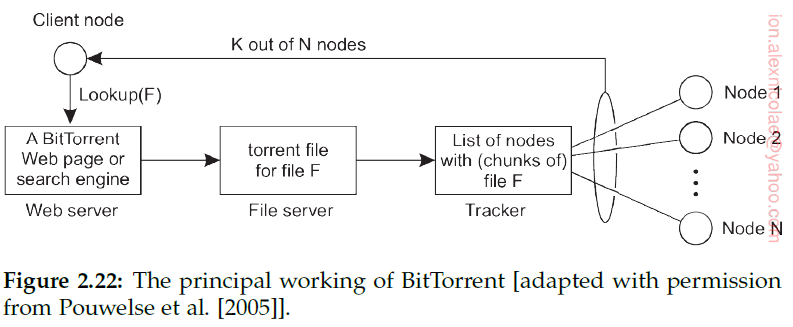 Client node
K out of N nodes
Lookup(F)
A BitTorrent
Web page or
search engine
Web server
torrent file
for file F
File server
List of nodes
with (chunks of)
file F
Tracker
Node 1
Node 2
Node N
ion.alexnicolae@yahoo.com
Figure 2.22: The principal working of BitTorrent [adapted with permission
from Pouwelse et al. [2005]].